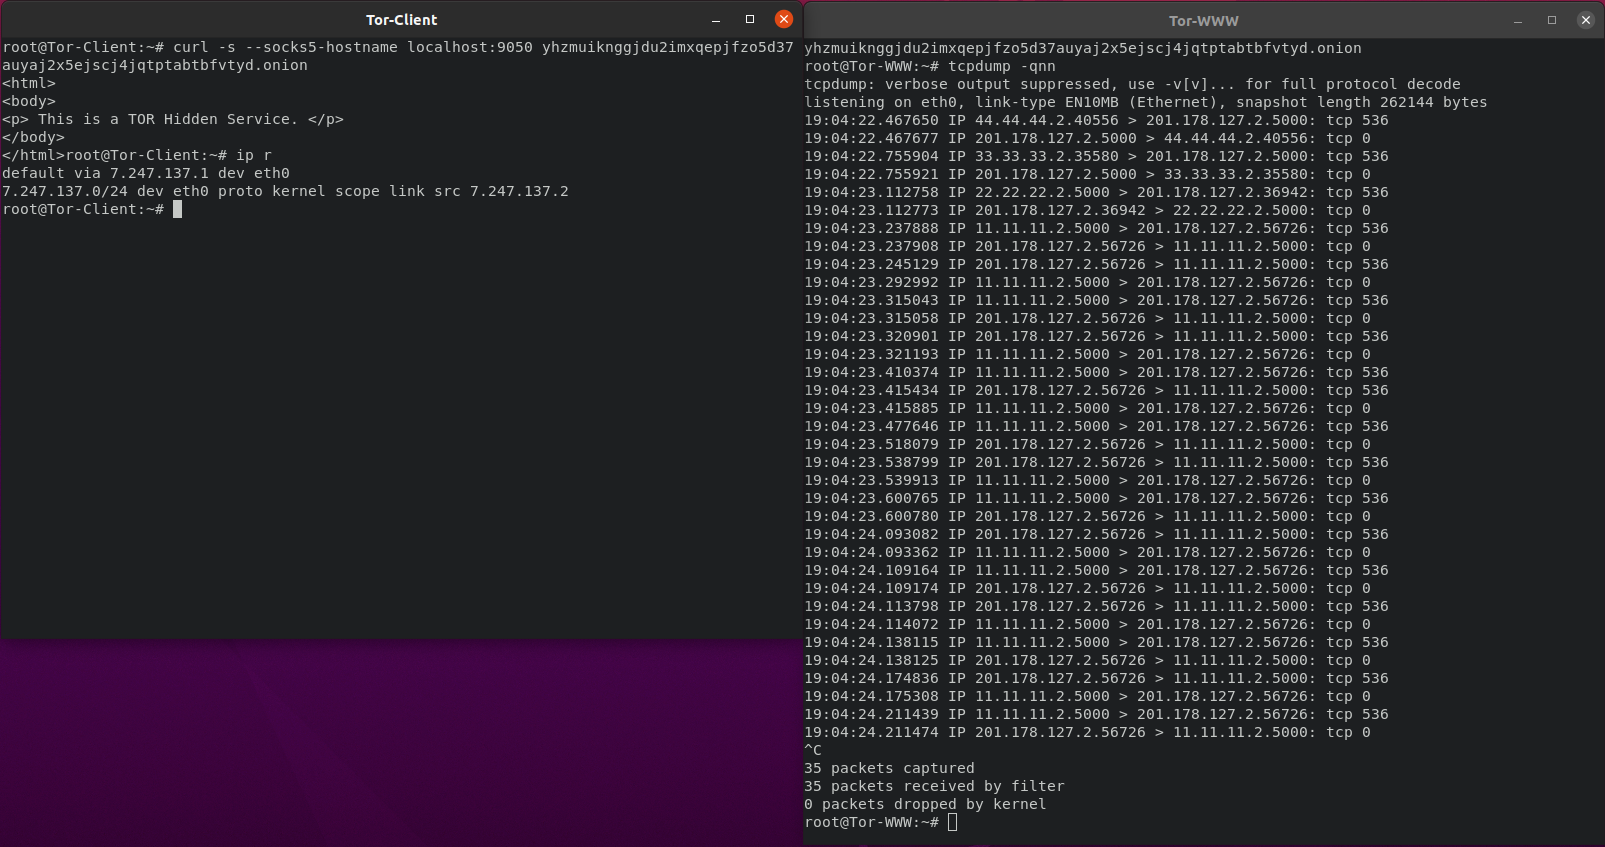 Tor-Client
root@Tor-Client:~# curl -s --socks5-hostname localhost:9050 yhzmuiknggjdu2imxqepjfzo5d37
auyaj2x5ejscj4jqtptabtbfvtyd.onion
<html>
<body>
<p> This is a TOR Hidden Service. </p>
</body>
</html>root@Tor-Client:~# ip r
default via 7.247.137.1 dev eth0
7.247.137.0/24 dev eth0 proto kernel scope link src 7.247.137.2
root@Tor-Client:~#
Tor-WWW
yhzmuiknggjdu2imxqepjfzo5d37auyaj2x5ejscj4jqtptabtbfvtyd.onion
root@Tor-WWW:~# tcpdump -qnn
tcpdump: verbose output suppressed, use -v[v]... for full protocol decode
listening on eth0, link-type EN10MB (Ethernet), snapshot length 262144 bytes
19:04:22.467650 IP 44.44.44.2.40556 > 201.178.127.2.5000: tcp 536
19:04:22.467677 IP 201.178.127.2.5000 > 44.44.44.2.40556: tcp 0
19:04:22.755904 IP 33.33.33.2.35580 > 201.178.127.2.5000: tcp 536
19:04:22.755921 IP 201.178.127.2.5000 > 33.33.33.2.35580: tcp 0
19:04:23.112758 IP 22.22.22.2.5000 > 201.178.127.2.36942: tcp 536
19:04:23.112773 IP 201.178.127.2.36942 > 22.22.22.2.5000: tcp 0
19:04:23.237888 IP 11.11.11.2.5000 > 201.178.127.2.56726: tcp 536
19:04:23.237908 IP 201.178.127.2.56726 > 11.11.11.2.5000: tcp 0
19:04:23.245129 IP 201.178.127.2.56726 > 11.11.11.2.5000: tcp 536
19:04:23.292992 IP 11.11.11.2.5000 > 201.178.127.2.56726: tcp 0
19:04:23.315043 IP 11.11.11.2.5000 > 201.178.127.2.56726: tcp 536
19:04:23.315058 IP 201.178.127.2.56726 > 11.11.11.2.5000: tcp 0
19:04:23.320901 IP 201.178.127.2.56726 > 11.11.11.2.5000: tcp 536
19:04:23.321193 IP 11.11.11.2.5000 > 201.178.127.2.56726: tcp 0
19:04:23.410374 IP 11.11.11.2.5000 > 201.178.127.2.56726: tcp 536
19:04:23.415434 IP 201.178.127.2.56726 > 11.11.11.2.5000: tcp 536
19:04:23.415885 IP 11.11.11.2.5000 > 201.178.127.2.56726: tcp 0
19:04:23.477646 IP 11.11.11.2.5000 > 201.178.127.2.56726: tcp 536
19:04:23.518079 IP 201.178.127.2.56726 > 11.11.11.2.5000: tcp 0
19:04:23.538799 IP 201.178.127.2.56726 > 11.11.11.2.5000: tcp 536
19:04:23.539913 IP 11.11.11.2.5000 > 201.178.127.2.56726: tcp 0
19:04:23.600765 IP 11.11.11.2.5000 > 201.178.127.2.56726: tcp 536
19:04:23.600780 IP 201.178.127.2.56726 > 11.11.11.2.5000: tcp 0
19:04:24.093082 IP 201.178.127.2.56726 > 11.11.11.2.5000: tcp 536
19:04:24.093362 IP 11.11.11.2.5000 > 201.178.127.2.56726: tcp 0
19:04:24.109164 IP 11.11.11.2.5000 > 201.178.127.2.56726: tcp 536
19:04:24.109174 IP 201.178.127.2.56726 > 11.11.11.2.5000: tcp 0
19:04:24.113798 IP 201.178.127.2.56726 > 11.11.11.2.5000: tcp 536
19:04:24.114072 IP 11.11.11.2.5000 > 201.178.127.2.56726: tcp 0
19:04:24.138115 IP 11.11.11.2.5000 > 201.178.127.2.56726: tcp 536
19:04:24.138125 IP 201.178.127.2.56726 > 11.11.11.2.5000: tcp 0
19:04:24.174836 IP 201.178.127.2.56726 > 11.11.11.2.5000: tcp 536
19:04:24.175308 IP 11.11.11.2.5000 > 201.178.127.2.56726: tcp 0
19:04:24.211439 IP 11.11.11.2.5000 > 201.178.127.2.56726: tcp 536
19:04:24.211474 IP 201.178.127.2.56726 > 11.11.11.2.5000: tcp 0
^C
35 packets captured
35 packets received by filter
0 packets dropped by kernel
root@Tor-WWW:~#